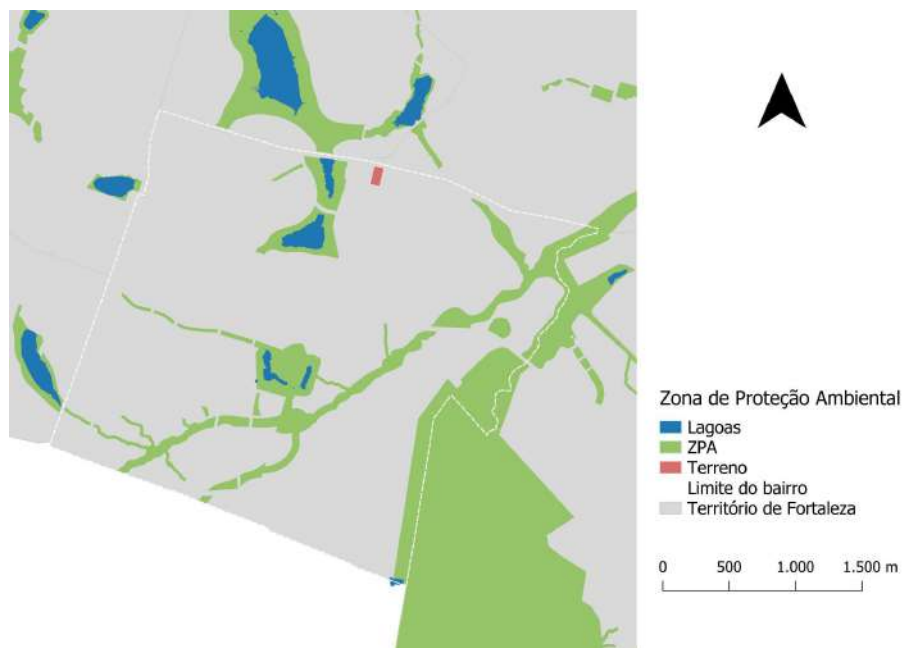 Zona de Proteção Ambiental
Lagoas
ZPA
Terreno
Limite do bairro
Território de Fortaleza
0 500 1.000 1.500 m